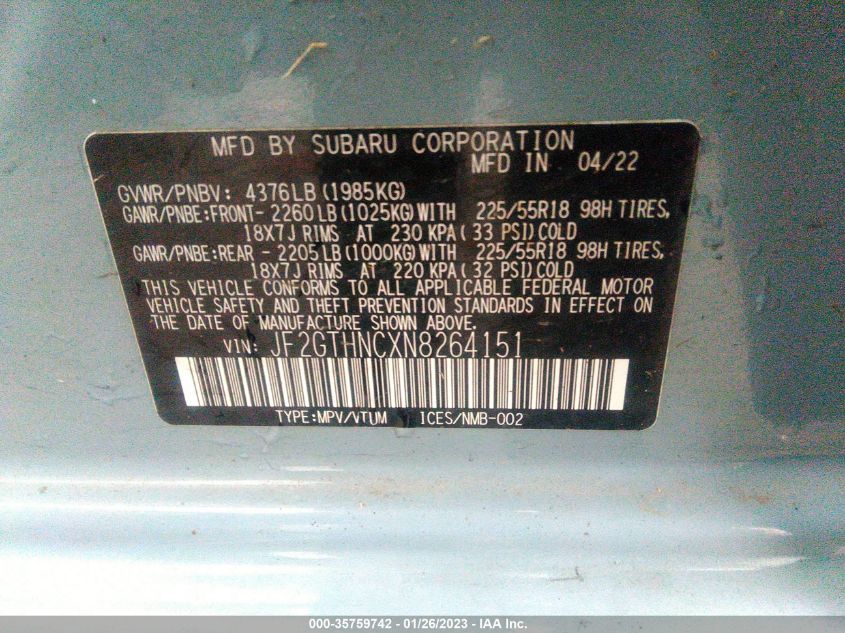 MFD BY SUBARU CORPORATION
MFD IN 04/22
GVWR/PNBV: 4376LB (1985KG)
GAWR/PNBE:FRONT- 2260 LB (1025KG) WITH 225/55R18 98H TIRES,
18X7J RIMS AT 230 KPA ( 33 PSI) COLD
GAWR/PNBE:REAR - 2205 LB (1000KG) WITH 225/55R18 98H TIRES,
18X7J RIMS AT 220 KPA ( 32 PSI) COLD
THIS VEHICLE CONFORMS TO ALL APPLICABLE FEDERAL MOTOR
VEHICLE SAFETY AND THEFT PREVENTION STANDARDS IN EFFECT ON
THE DATE OF MANUFACTURE SHOWN ABOVE.
VIN: JF2GTHNCXN8264151
TYPE:MPV/VTUM ICES/NMB-002
000-35759742 - 01/26/2023 - IAA Inc.